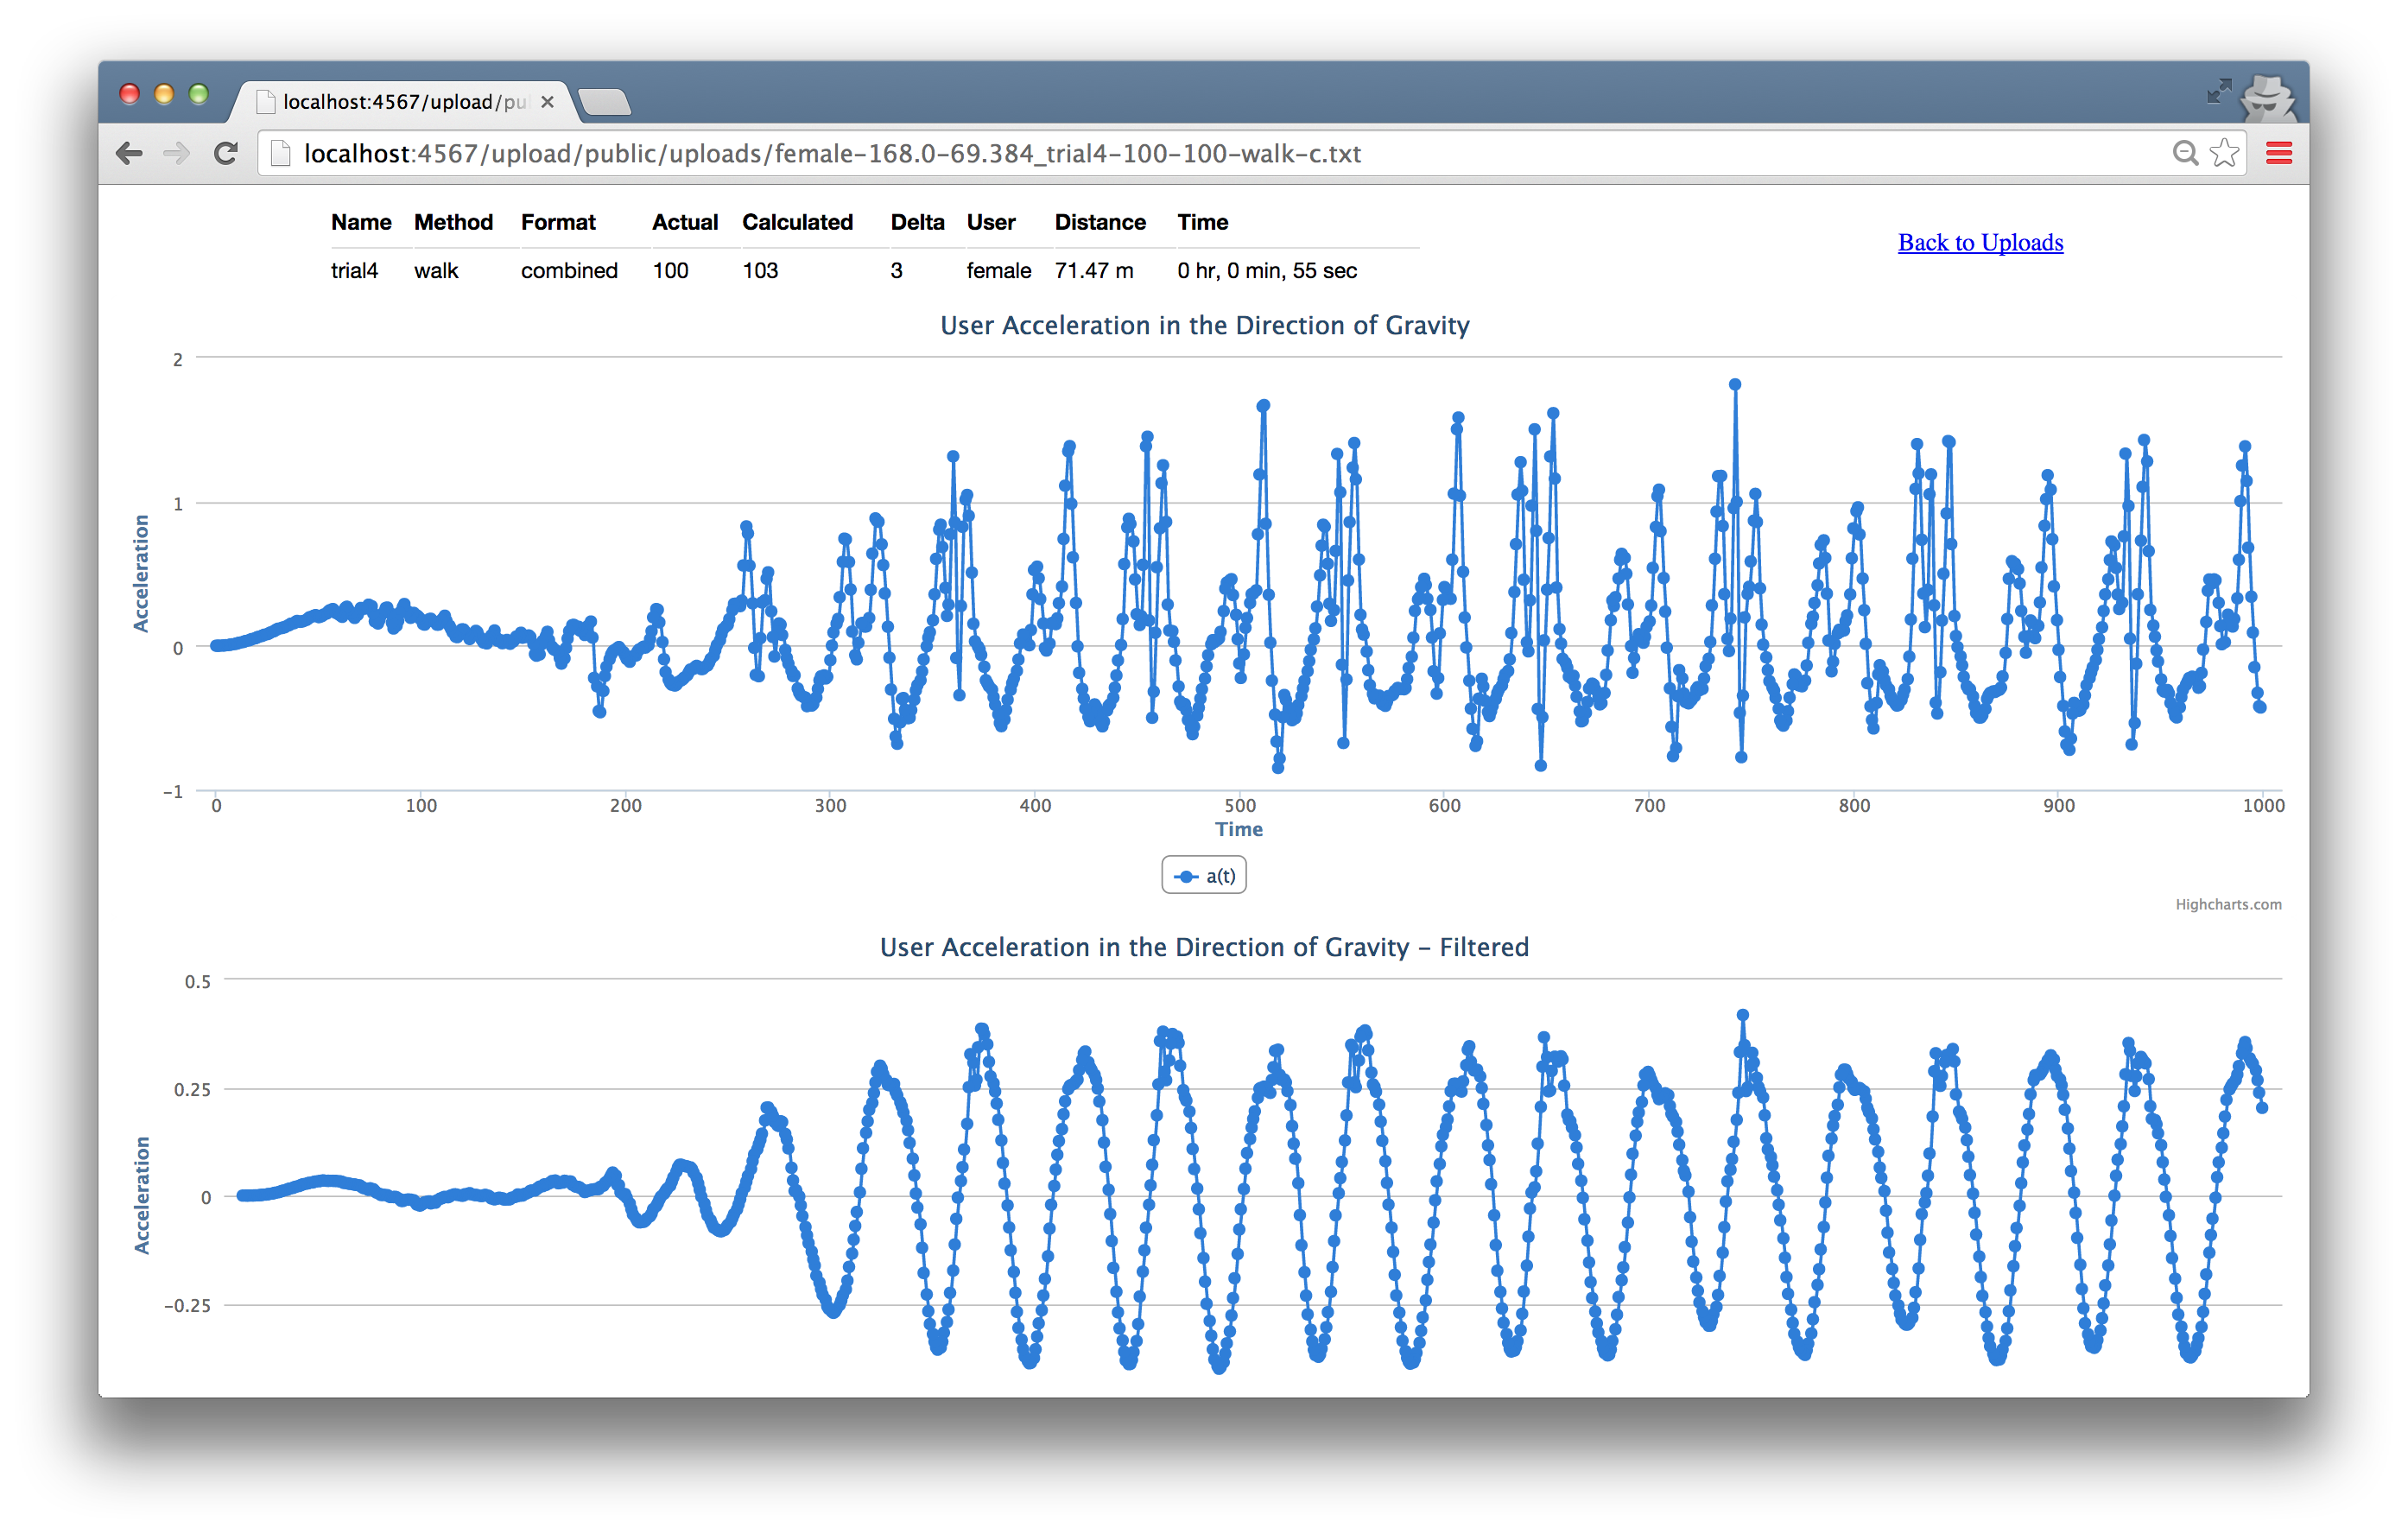 localhost:4567/upload/pu
localhost:4567/upload/public/uploads/female-168.0-69.384_trial4-100-100-walk-c.txt
Name Method Format Actual Calculated Delta User Distance Time
Back to Uploads
trial4 walk combined 100 103 3 female 71.47 m 0 hr, 0 min, 55 sec
User Acceleration in the Direction of Gravity
2
1
0
−1
Acceleration
0 100 200 300 400 500 600 700 800 900 1000
Time
a(t)
Highcharts.com
User Acceleration in the Direction of Gravity - Filtered
0.5
0.25
0
−0.25
Acceleration